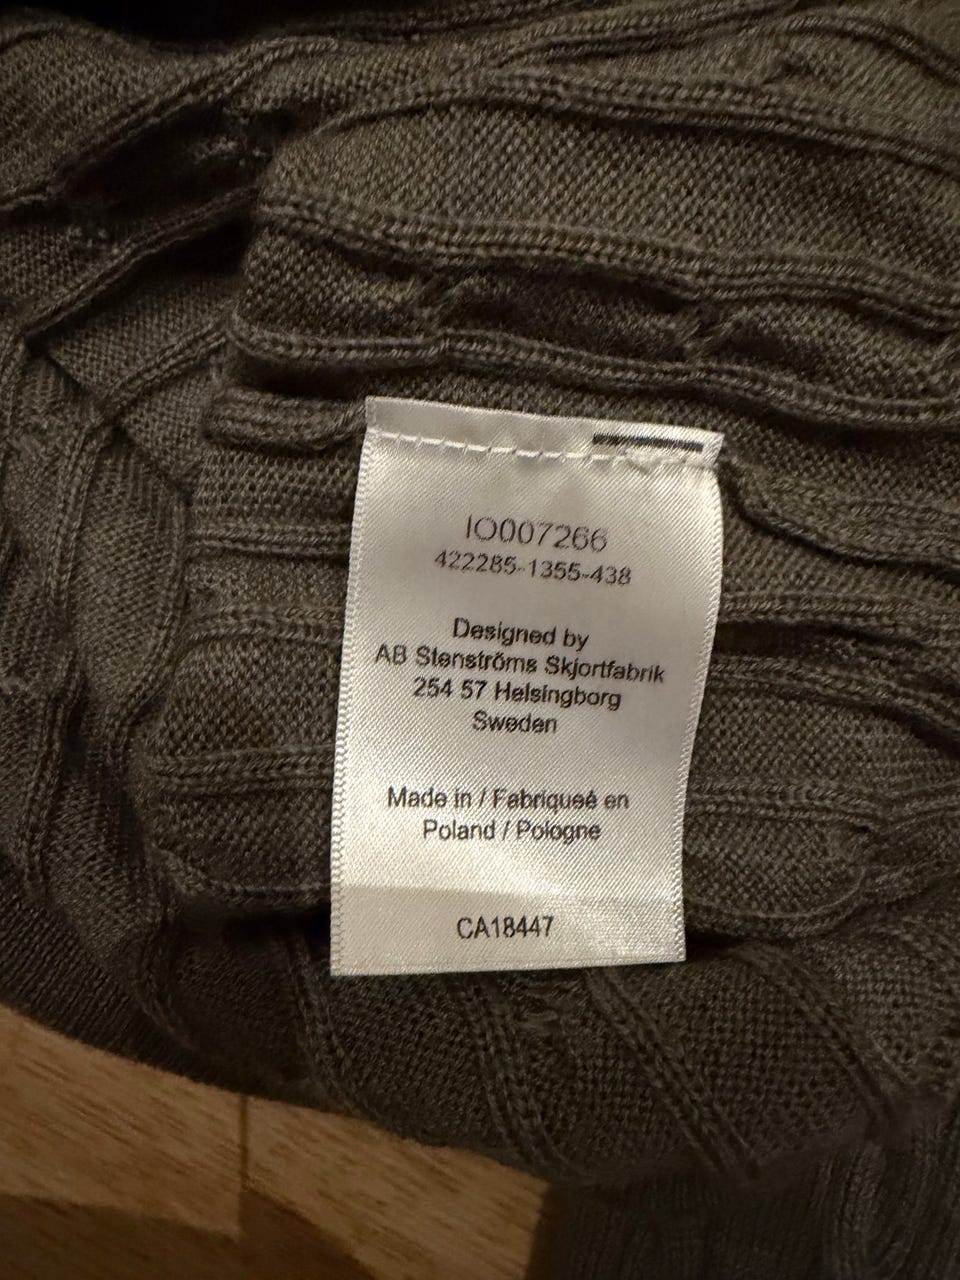 IO007266
422285-1355-438
Designed by
AB Stenströms Skjortfabrik
254 57 Helsingborg
Sweden
Made in / Fabriqueé en
Poland / Pologne
CA18447